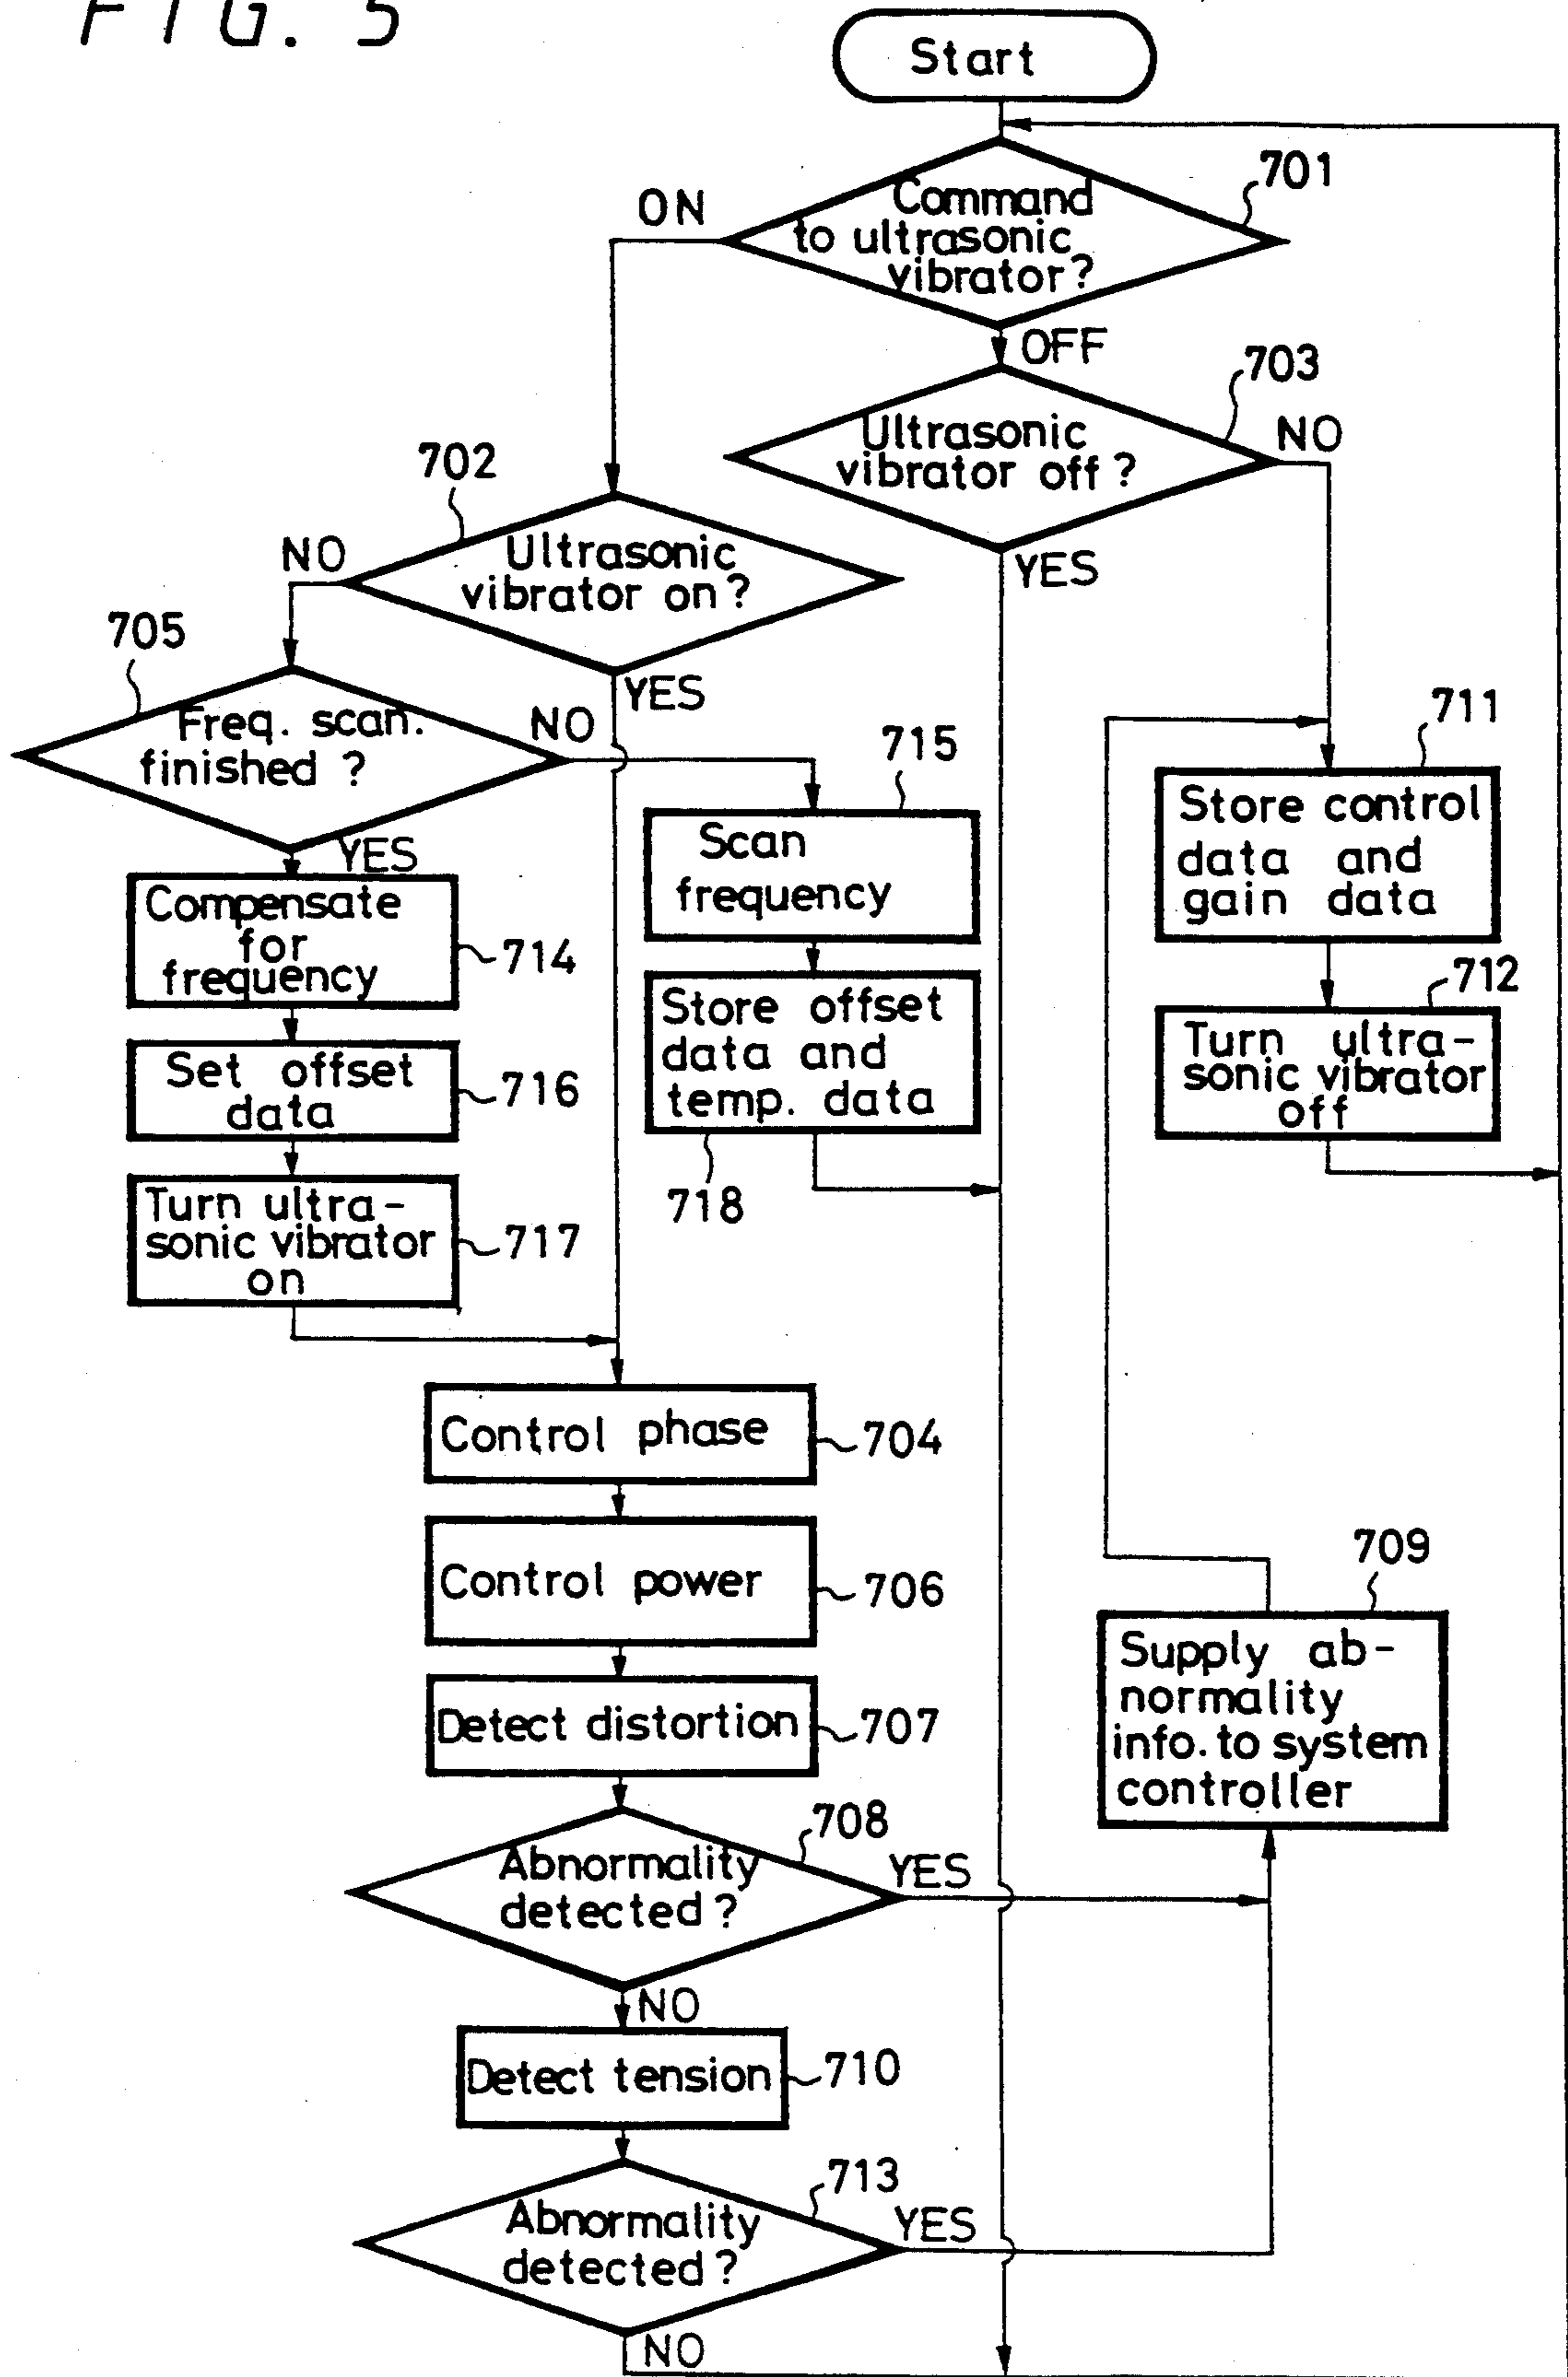 FIG. 5
Start
701
Command
to ultrasonic
vibrator?
ON
OFF
703
Ultrasonic
vibrator off?
NO
YES
702
Ultrasonic
vibrator on?
NO
YES
705
Freq. scan.
finished ?
NO
YES
715
Scan
frequency
711
Store control
data and
gain data
Compensate
for
frequency
714
Store offset
data and
temp. data
718
712
Turn ultra-
sonic vibrator
off
Set offset
data
716
Turn ultra-
sonic vibrator
on
717
Control phase
704
Control power
706
709
Supply ab-
normality
info. to system
controller
Detect distortion
707
708
Abnormality
detected?
YES
NO
Detect tension
710
713
Abnormality
detected?
YES
NO